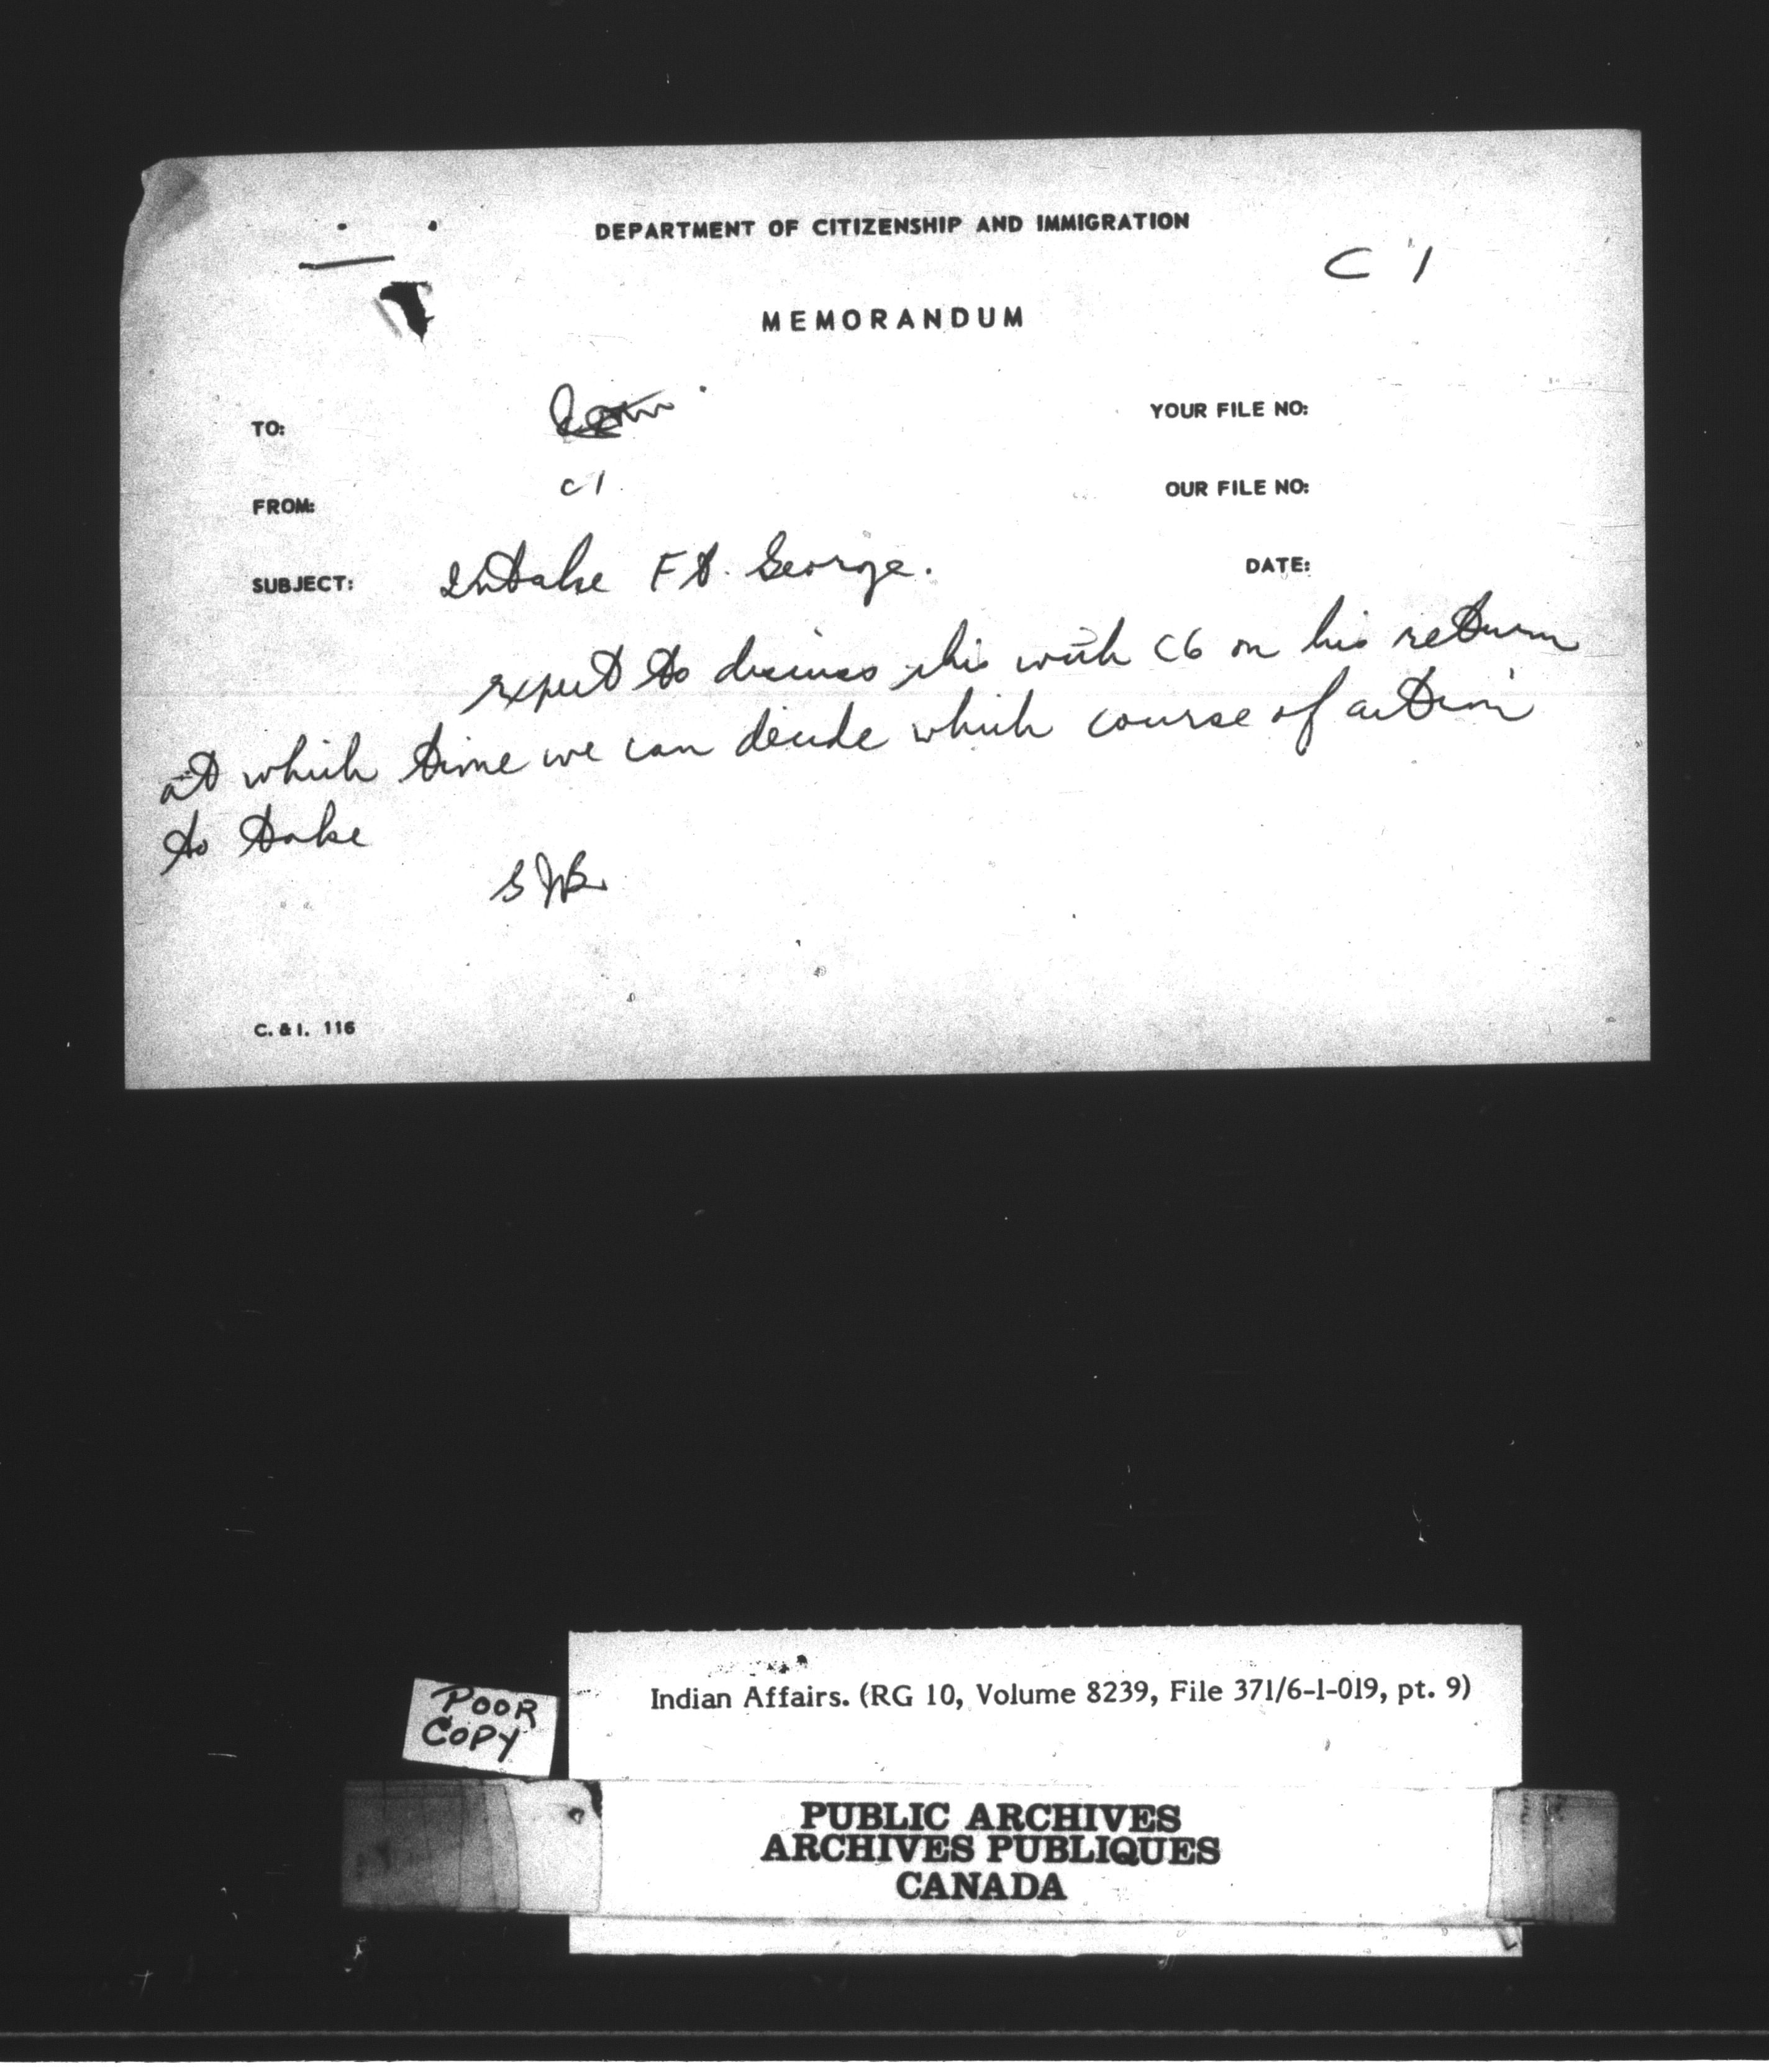 DEPARTMENT OF CITIZENSHIP AND IMMIGRATION
C 1
MEMORANDUM
TO:
YOUR FILE NO:
FROM: C 1.
OUR FILE NO:
SUBJECT: Intake Ft. George.
DATE:
expect to discuss this with C6 on his return
at which time we can decide which course of action
to take
C. & I. 116
POOR
COPY
Indian Affairs. (RG 10, Volume 8239, File 371/6-1-019, pt. 9)
PUBLIC ARCHIVES
ARCHIVES PUBLIQUES
CANADA